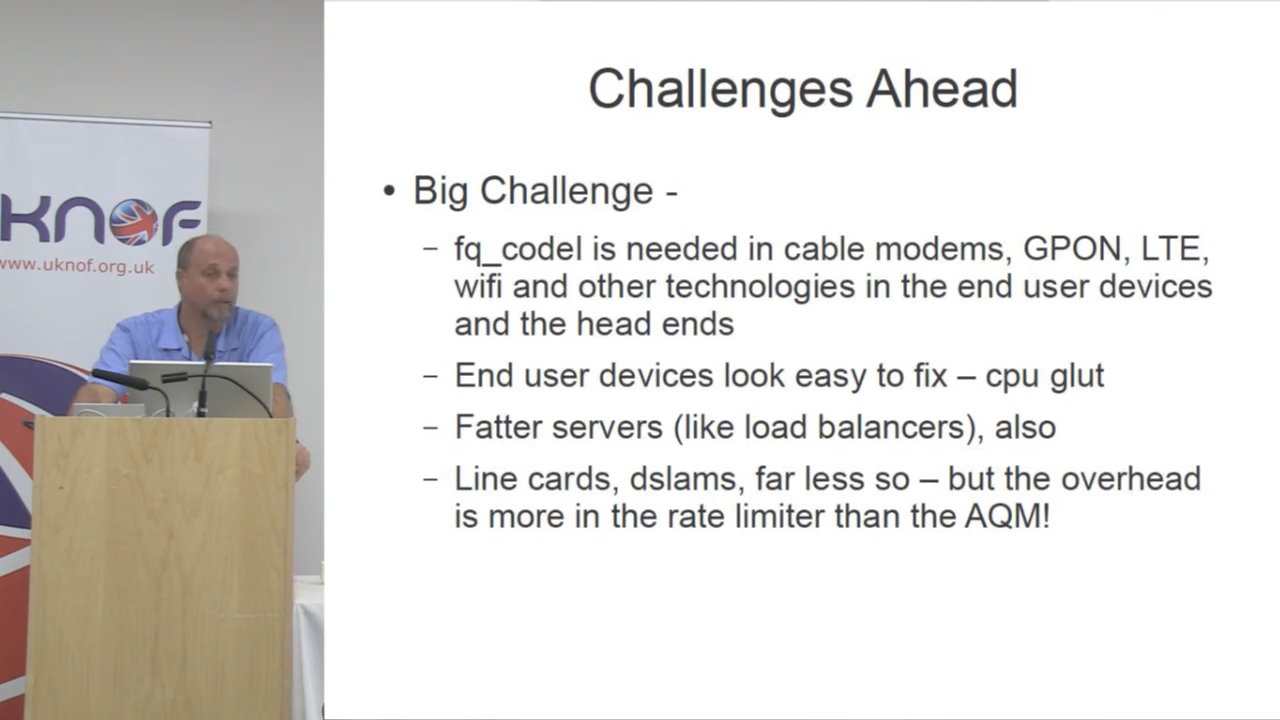 KNOF
www.uknof.org.uk
Challenges Ahead
• Big Challenge -
– fq_codel is needed in cable modems, GPON, LTE,
wifi and other technologies in the end user devices
and the head ends
– End user devices look easy to fix – cpu glut
– Fatter servers (like load balancers), also
– Line cards, dslams, far less so – but the overhead
is more in the rate limiter than the AQM!